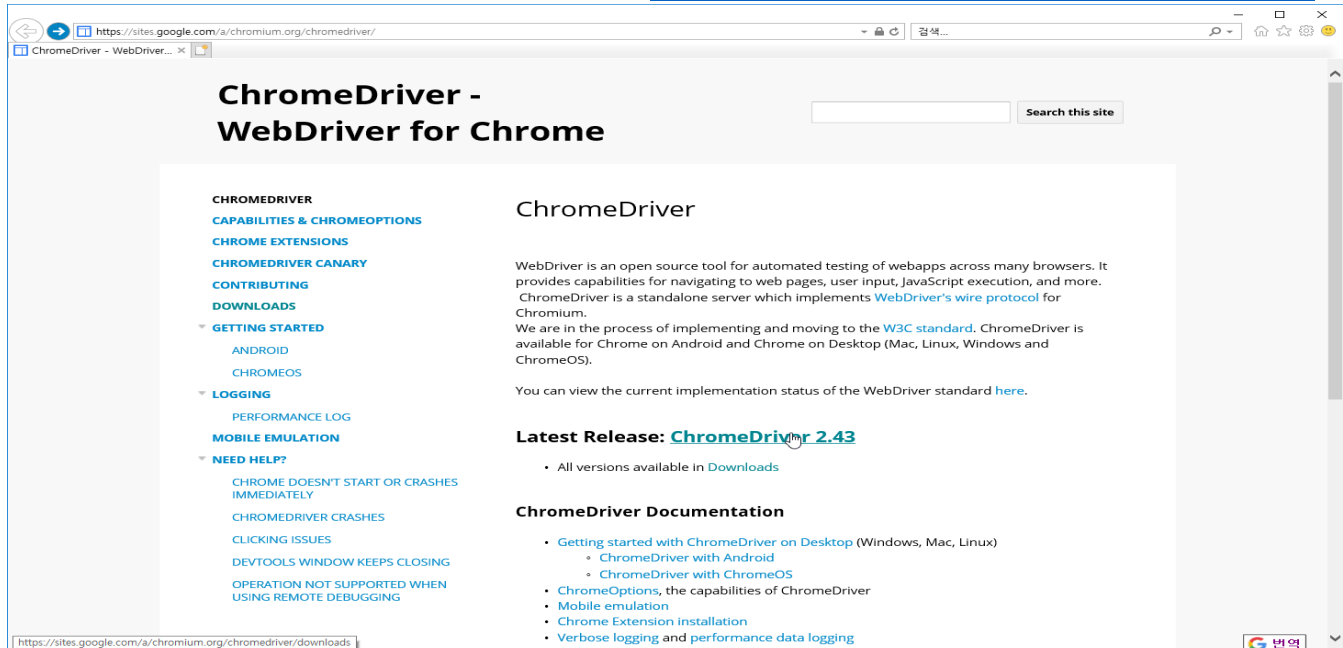 https://sites.google.com/a/chromium.org/chromedriver/
검색...
ChromeDriver - WebDriver...
ChromeDriver -
WebDriver for Chrome
Search this site
CHROMEDRIVER
CAPABILITIES & CHROMEOPTIONS
CHROME EXTENSIONS
CHROMEDRIVER CANARY
CONTRIBUTING
DOWNLOADS
GETTING STARTED
ANDROID
CHROMEOS
LOGGING
PERFORMANCE LOG
MOBILE EMULATION
NEED HELP?
CHROME DOESN'T START OR CRASHES
IMMEDIATELY
CHROMEDRIVER CRASHES
CLICKING ISSUES
DEVTOOLS WINDOW KEEPS CLOSING
OPERATION NOT SUPPORTED WHEN
USING REMOTE DEBUGGING
ChromeDriver
WebDriver is an open source tool for automated testing of webapps across many browsers. It
provides capabilities for navigating to web pages, user input, JavaScript execution, and more.
ChromeDriver is a standalone server which implements WebDriver's wire protocol for
Chromium.
We are in the process of implementing and moving to the W3C standard. ChromeDriver is
available for Chrome on Android and Chrome on Desktop (Mac, Linux, Windows and
ChromeOS).
You can view the current implementation status of the WebDriver standard here.
Latest Release: ChromeDriver 2.43
• All versions available in Downloads
ChromeDriver Documentation
• Getting started with ChromeDriver on Desktop (Windows, Mac, Linux)
◦ ChromeDriver with Android
◦ ChromeDriver with ChromeOS
• ChromeOptions, the capabilities of ChromeDriver
• Mobile emulation
• Chrome Extension installation
• Verbose logging and performance data logging
https://sites.google.com/a/chromium.org/chromedriver/downloads
G 번역